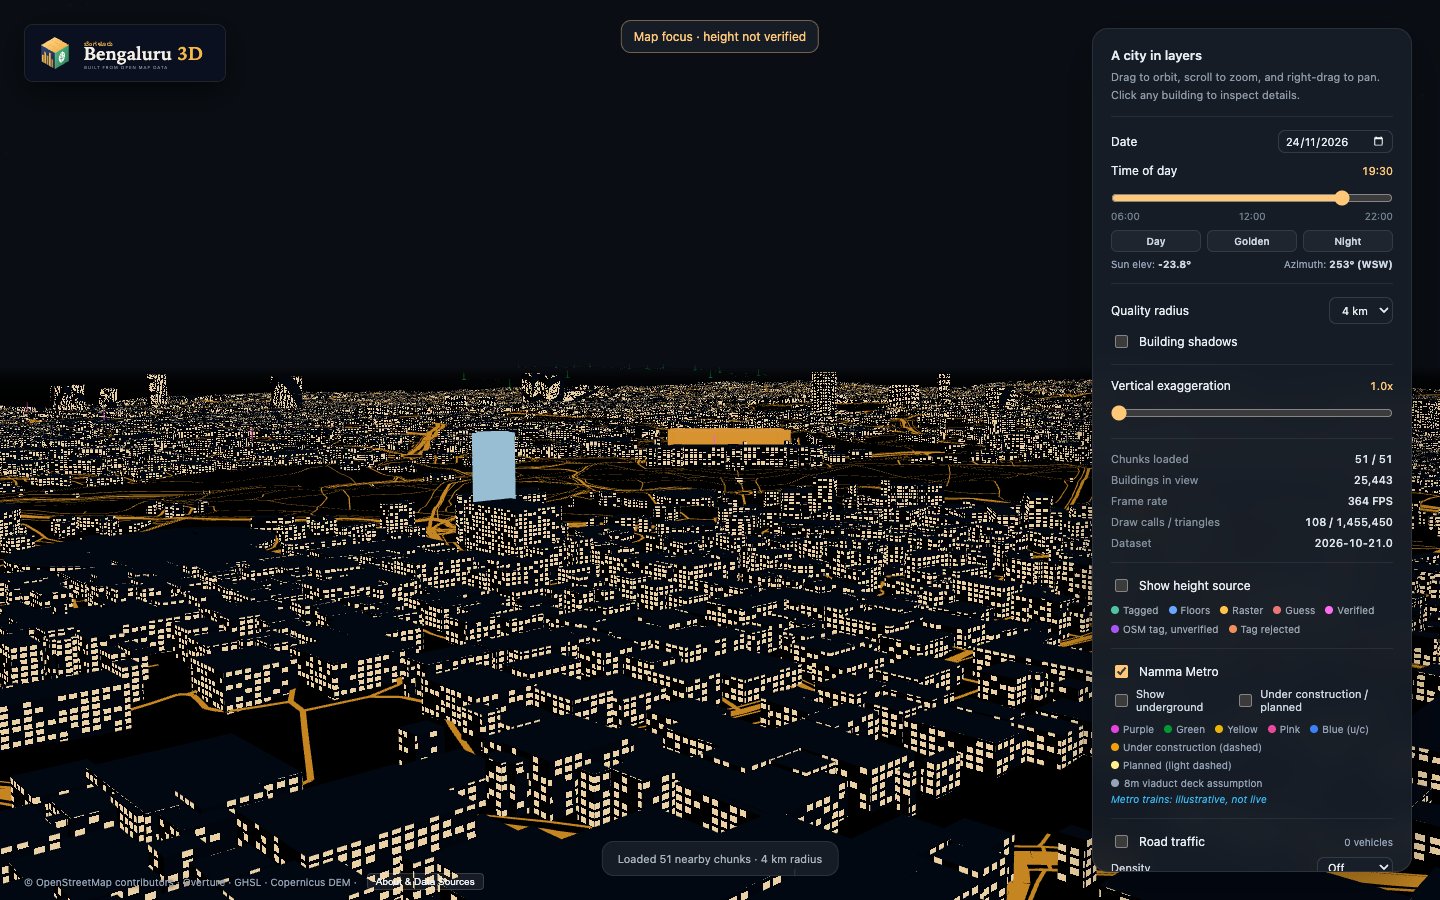 Bengaluru 3D
BUILT FROM OPEN MAP DATA
Map focus · height not verified
A city in layers
Drag to orbit, scroll to zoom, and right-drag to pan.
Click any building to inspect details.
Date
24/11/2026
Time of day
19:30
06:00
12:00
22:00
Day
Golden
Night
Sun elev: -23.8°
Azimuth: 253° (WSW)
Quality radius
4 km
Building shadows
Vertical exaggeration
1.0x
Chunks loaded
51 / 51
Buildings in view
25,443
Frame rate
364 FPS
Draw calls / triangles
108 / 1,455,450
Dataset
2026-10-21.0
Show height source
Tagged
Floors
Raster
Guess
Verified
OSM tag, unverified
Tag rejected
Namma Metro
Show
underground
Under construction /
planned
Purple
Green
Yellow
Pink
Blue (u/c)
Under construction (dashed)
Planned (light dashed)
8m viaduct deck assumption
Metro trains: illustrative, not live
Road traffic
0 vehicles
Density
Off
Loaded 51 nearby chunks · 4 km radius
© OpenStreetMap contributors · Overture · GHSL · Copernicus DEM ·
About & Data Sources